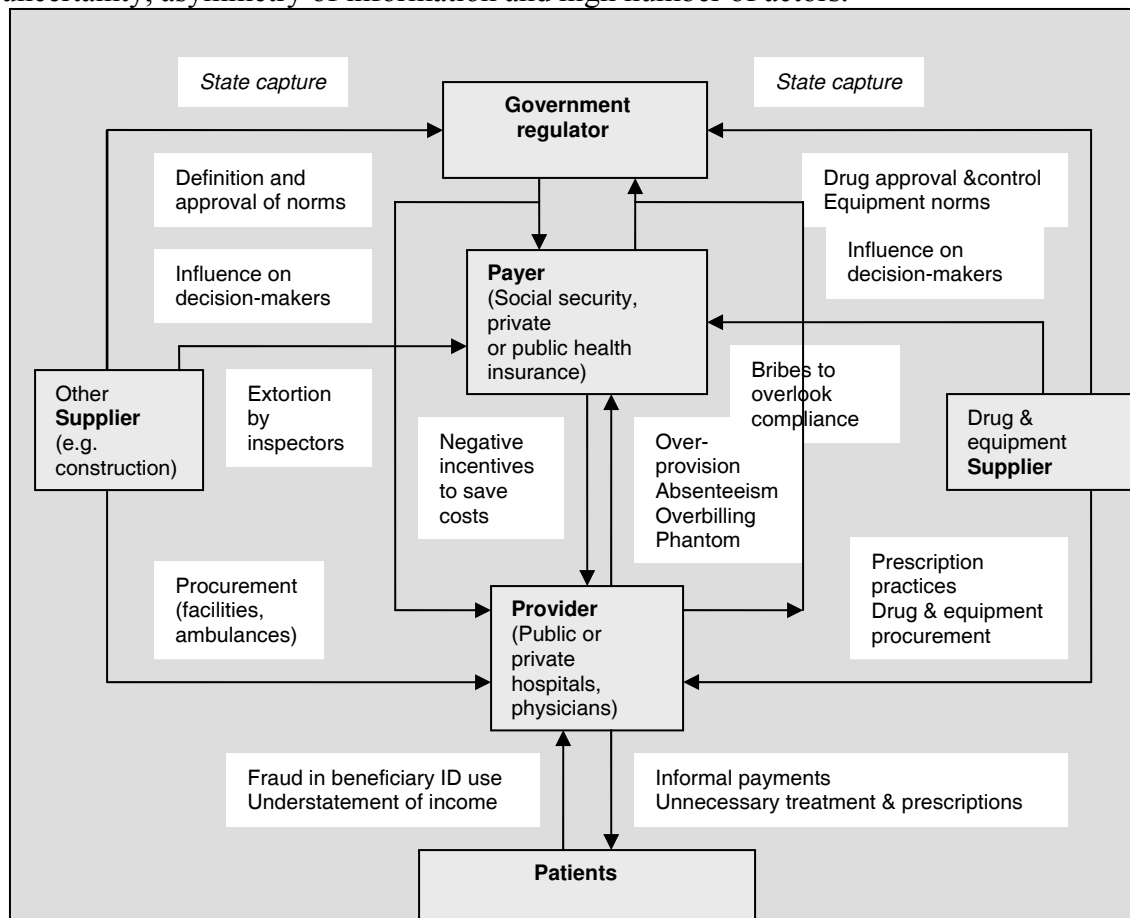 uncertainty, asymmetry of information and high number of actors.
State capture
State capture
Government
regulator
Definition and
approval of norms
Drug approval &control
Equipment norms
Influence on
decision-makers
Payer
(Social security,
private
or public health
insurance)
Influence on
decision-makers
Other
Supplier
(e.g.
construction)
Extortion
by
inspectors
Negative
incentives
to save
costs
Over-
provision
Absenteeism
Overbilling
Phantom
Bribes to
overlook
compliance
Drug &
equipment
Supplier
Procurement
(facilities,
ambulances)
Provider
(Public or
private
hospitals,
physicians)
Prescription
practices
Drug & equipment
procurement
Fraud in beneficiary ID use
Understatement of income
Informal payments
Unnecessary treatment & prescriptions
Patients